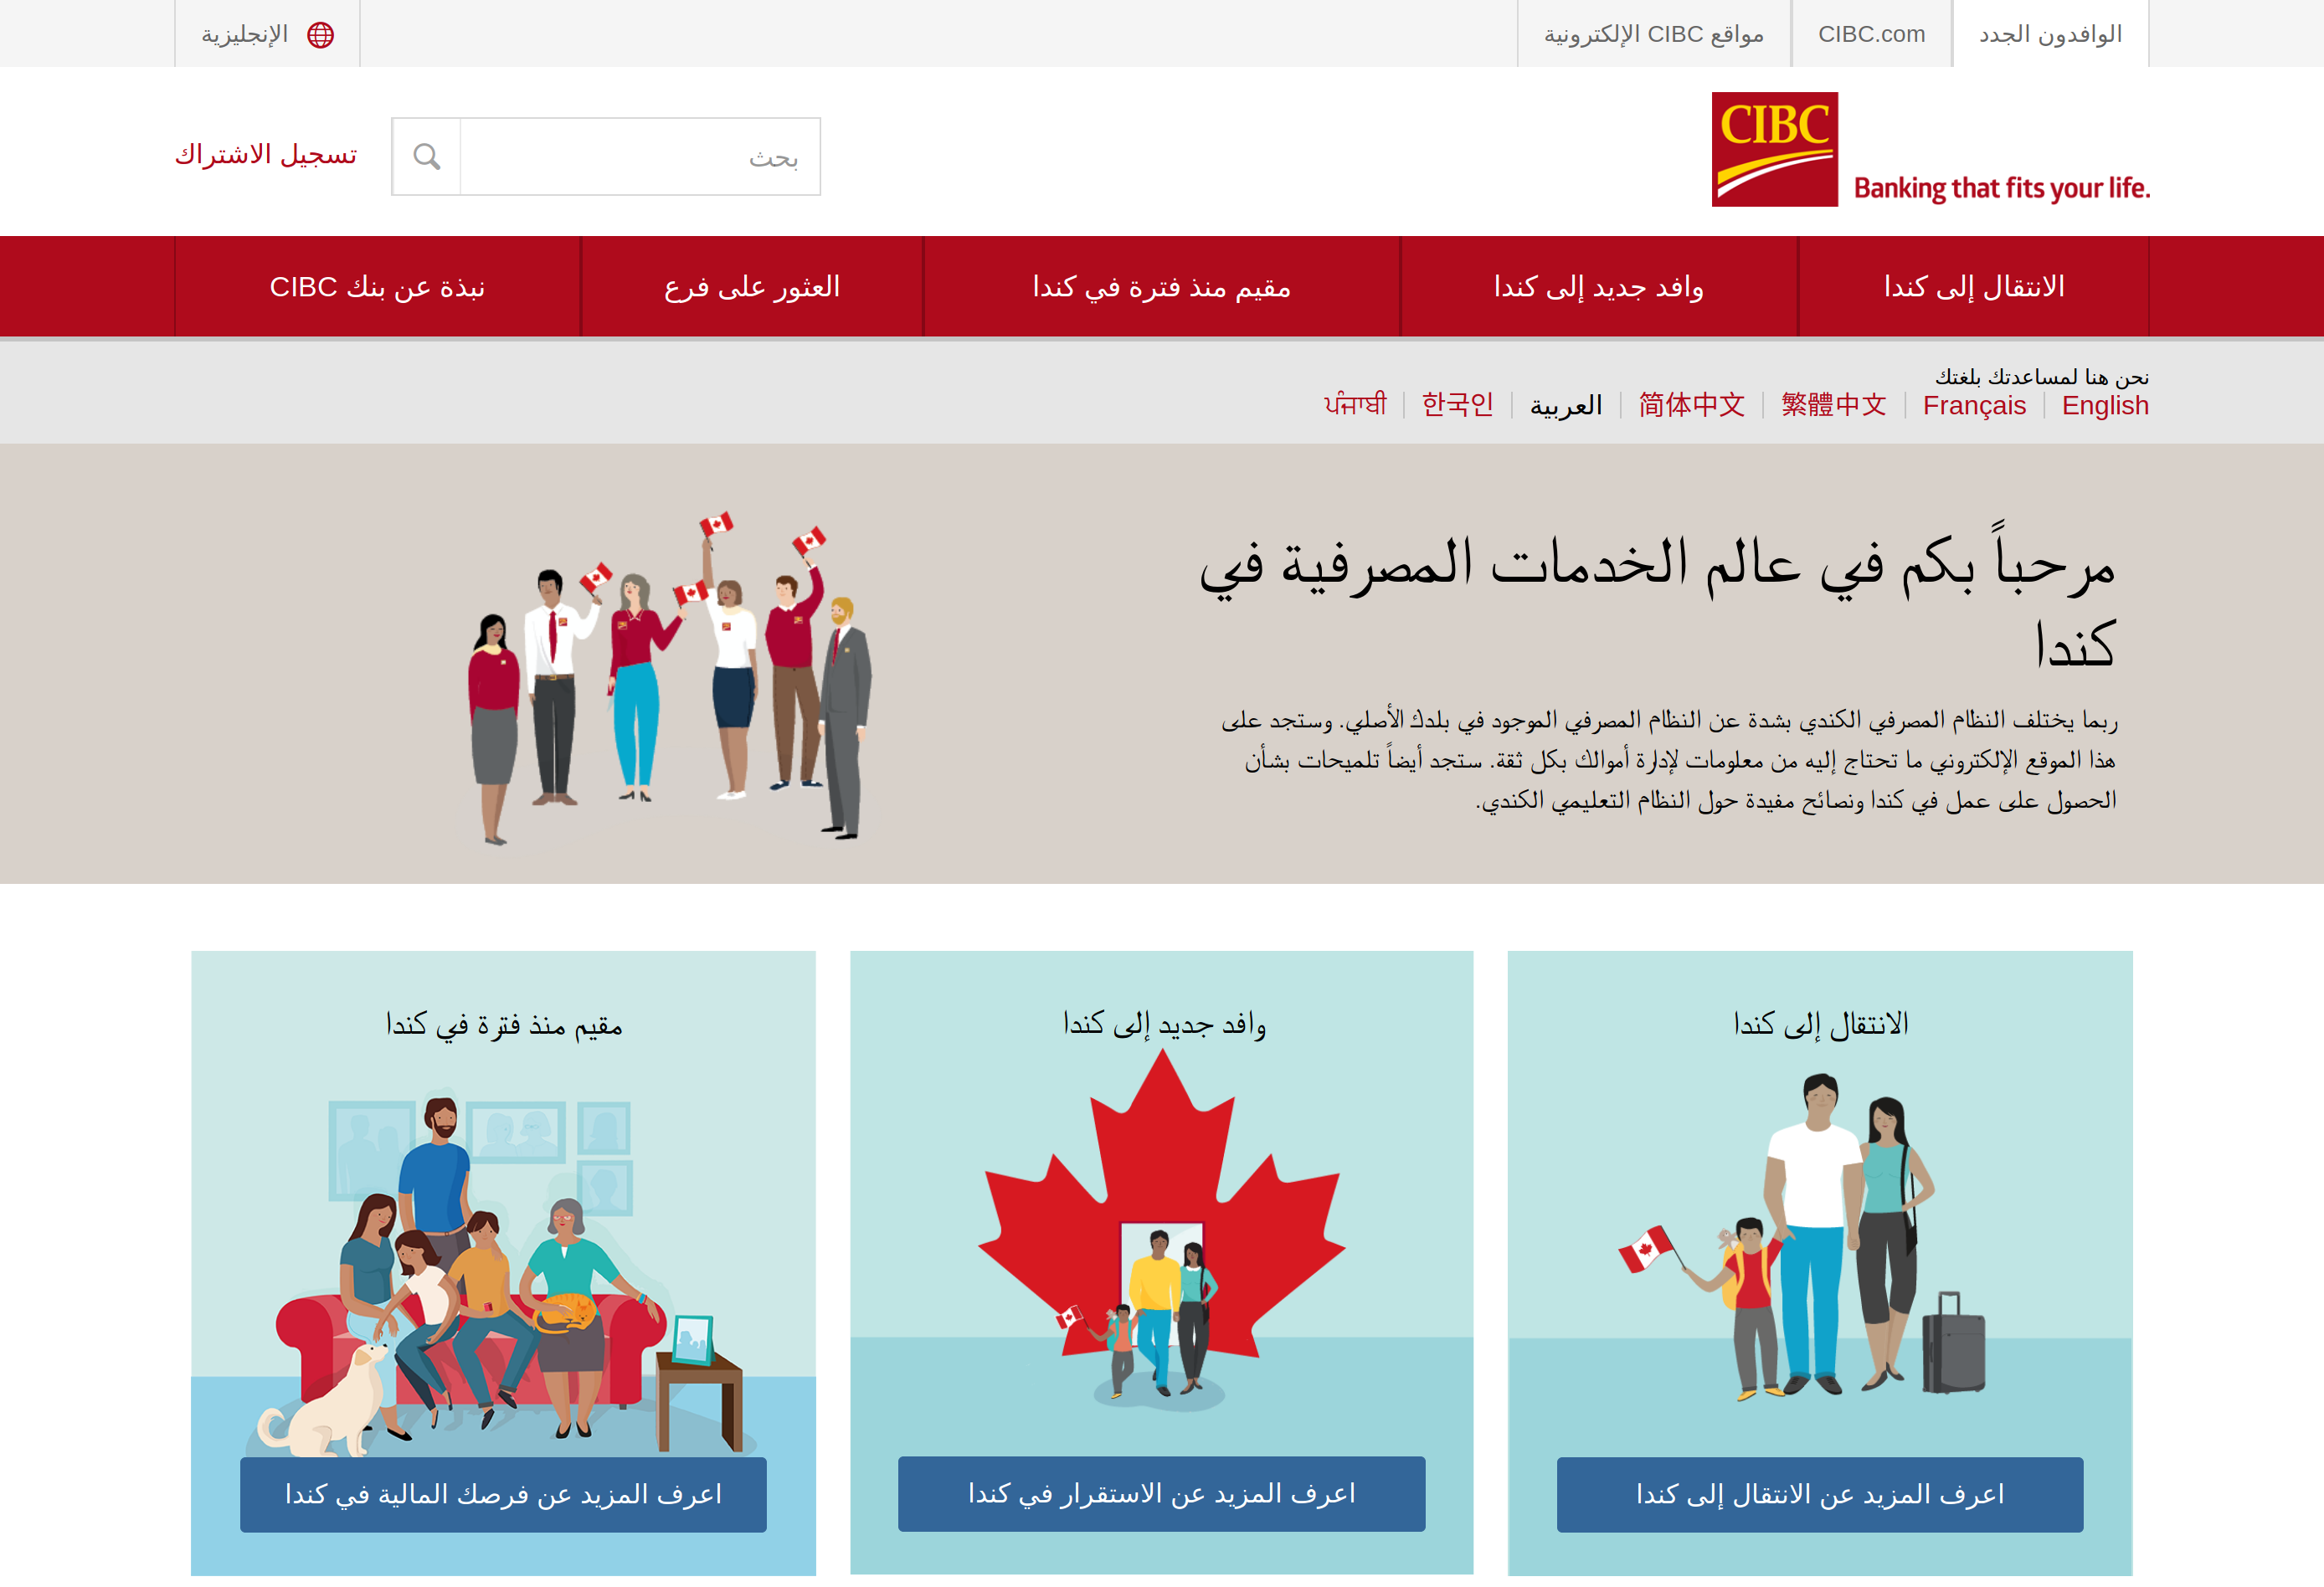 الوافدون الجدد
CIBC.com
مواقع CIBC الإلكترونية
الإنجليزية
CIBC
Banking that fits your life.
بحث
تسجيل الاشتراك
الانتقال إلى كندا
وافد جديد إلى كندا
مقيم منذ فترة في كندا
العثور على فرع
نبذة عن بنك CIBC
نحن هنا لمساعدتك بلغتك
English
Français
繁體中文
简体中文
العربية
한국인
ਪੰਜਾਬੀ
مرحباً بكم في عالم الخدمات المصرفية في
كندا
ربما يختلف النظام المصرفي الكندي بشدة عن النظام المصرفي الموجود في بلدك الأصلي. وستجد على
هذا الموقع الإلكتروني ما تحتاج إليه من معلومات لإدارة أموالك بكل ثقة. ستجد أيضاً تلميحات بشأن
الحصول على عمل في كندا ونصائح مفيدة حول النظام التعليمي الكندي.
الانتقال إلى كندا
اعرف المزيد عن الانتقال إلى كندا
وافد جديد إلى كندا
اعرف المزيد عن الاستقرار في كندا
مقيم منذ فترة في كندا
اعرف المزيد عن فرصك المالية في كندا